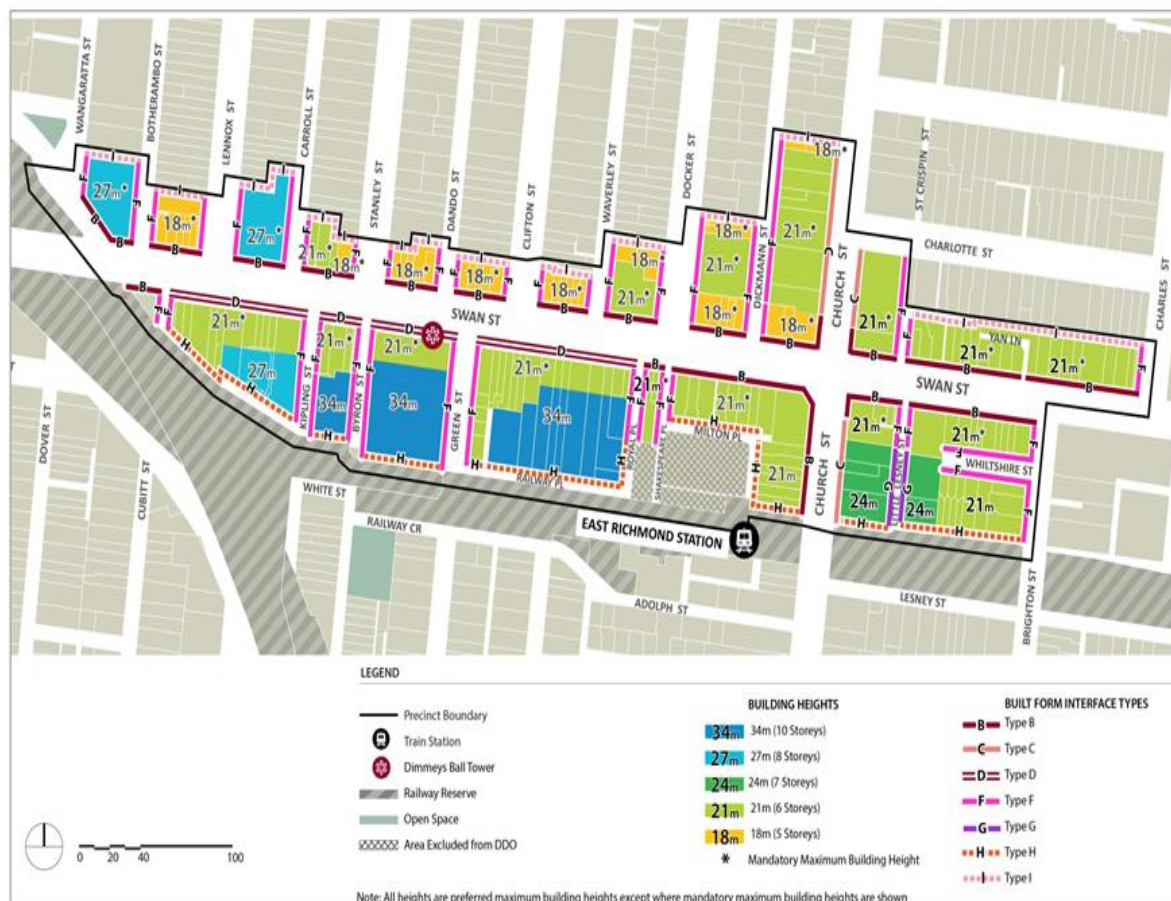 WANGARATTA ST
BOTHERAMBO ST
LENNOX ST
CARROLL ST
STANLEY ST
DANDO ST
CLIFTON ST
WAVERLEY ST
DOCKER ST
DICKMANN ST
CHURCH ST
ST CRISPIN ST
CHARLOTTE ST
CHARLES ST
27m*
18m*
27m*
21m*
18m*
18m*
18m*
18m*
18m*
21m*
18m*
21m*
18m*
18m*
21m*
18m*
21m*
YAN LN
21m*
21m*
SWAN ST
SWAN ST
21m*
27m
21m*
34m
21m*
34m
21m*
34m
21m*
21m*
21m
21m*
24m
24m
21m*
21m
KIPLING ST
BYRON ST
GREEN ST
ROYAL PL
SHAKESPEARE PL
MILTON PL
RAILWAY PL
CHURCH ST
LITTLE LESNEY ST
WHILTSHIRE ST
DOVER ST
CUBITT ST
WHITE ST
RAILWAY CR
EAST RICHMOND STATION
ADOLPH ST
LESNEY ST
BRIGHTON ST
LEGEND
Precinct Boundary
Train Station
Dimmeys Ball Tower
Railway Reserve
Open Space
Area Excluded from DDO
BUILDING HEIGHTS
34m 34m (10 Storeys)
27m 27m (8 Storeys)
24m 24m (7 Storeys)
21m 21m (6 Storeys)
18m 18m (5 Storeys)
* Mandatory Maximum Building Height
BUILT FORM INTERFACE TYPES
B Type B
C Type C
D Type D
F Type F
G Type G
H Type H
I Type I
0 20 40 100
Note: All heights are preferred maximum building heights except where mandatory maximum building heights are shown